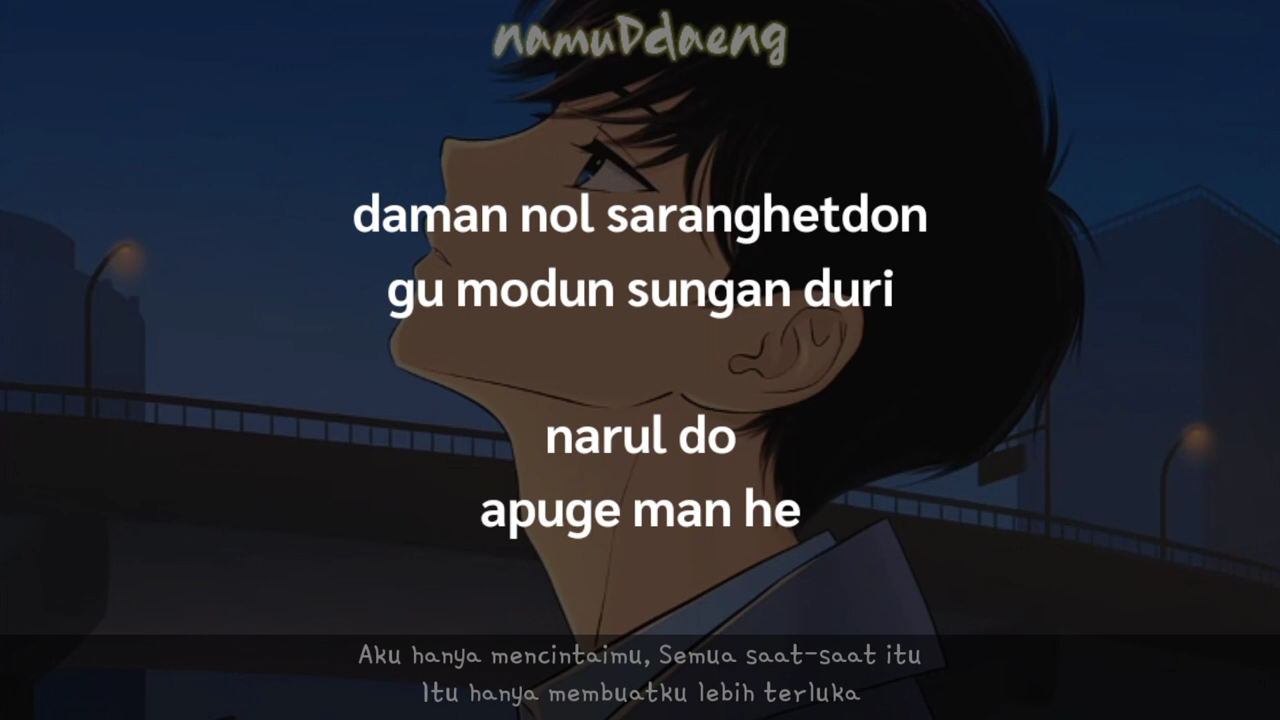 namuDdaeng
daman nol saranghetdon
gu modun sungan duri
narul do
apuge man he
Aku hanya mencintaimu, Semua saat-saat itu
Itu hanya membuatku lebih terluka